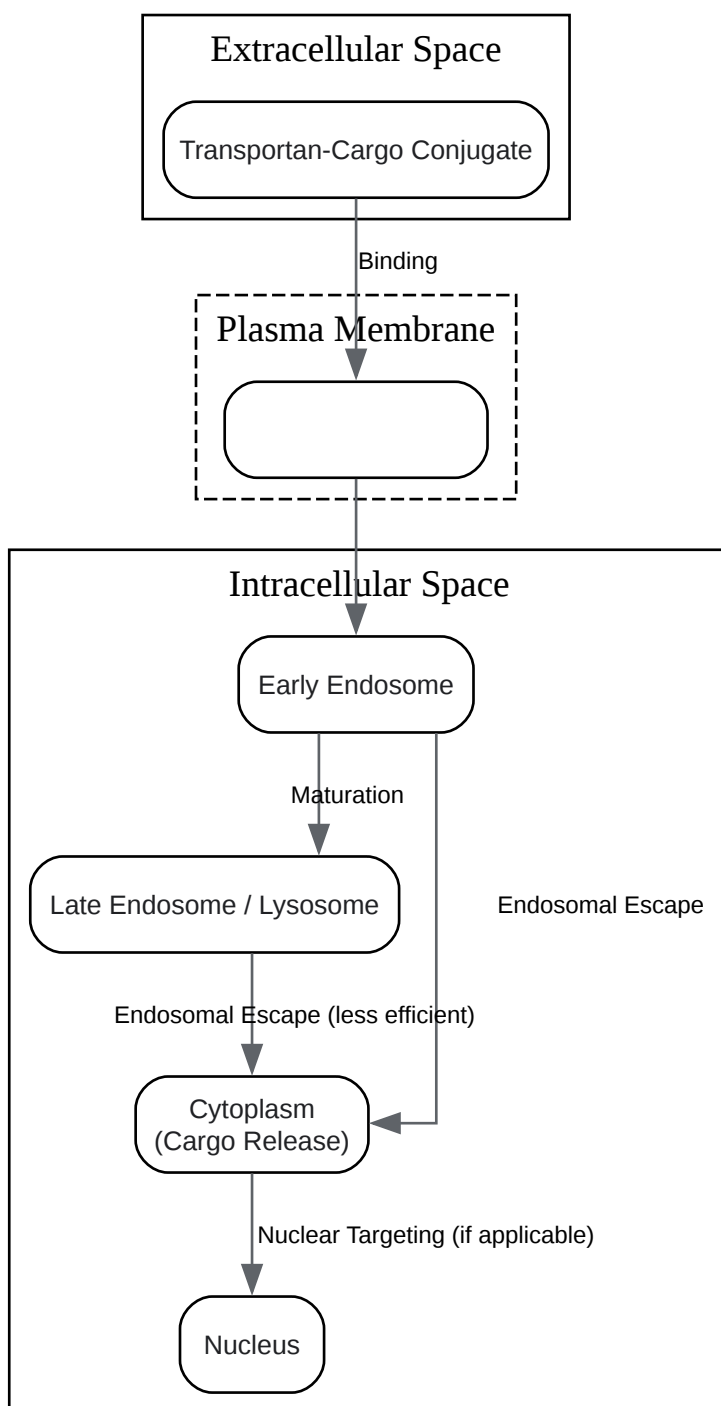 Extracellular Space
Transportan-Cargo Conjugate
Binding
Plasma Membrane
Intracellular Space
Early Endosome
Maturation
Late Endosome / Lysosome
Endosomal Escape
Endosomal Escape (less efficient)
Cytoplasm
(Cargo Release)
Nuclear Targeting (if applicable)
Nucleus